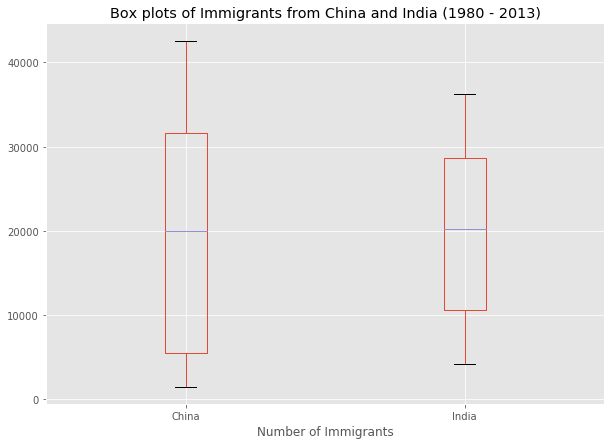 Box plots of Immigrants from China and India (1980 - 2013)
40000
30000
20000
10000
0
China India
Number of Immigrants